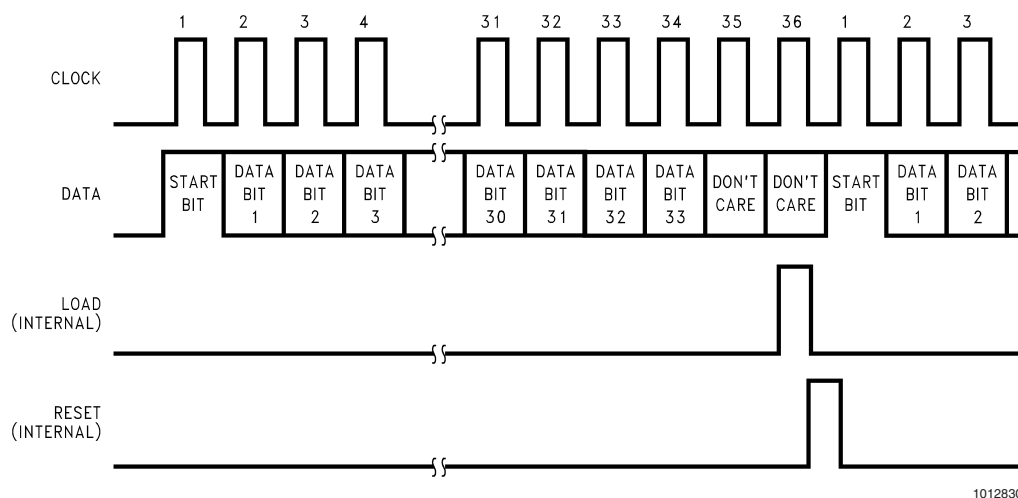 1 2 3 4 31 32 33 34 35 36 1 2 3
CLOCK
DATA
START
BIT
DATA
BIT
1
DATA
BIT
2
DATA
BIT
3
DATA
BIT
30
DATA
BIT
31
DATA
BIT
32
DATA
BIT
33
DON'T
CARE
DON'T
CARE
START
BIT
DATA
BIT
1
DATA
BIT
2
LOAD
(INTERNAL)
RESET
(INTERNAL)